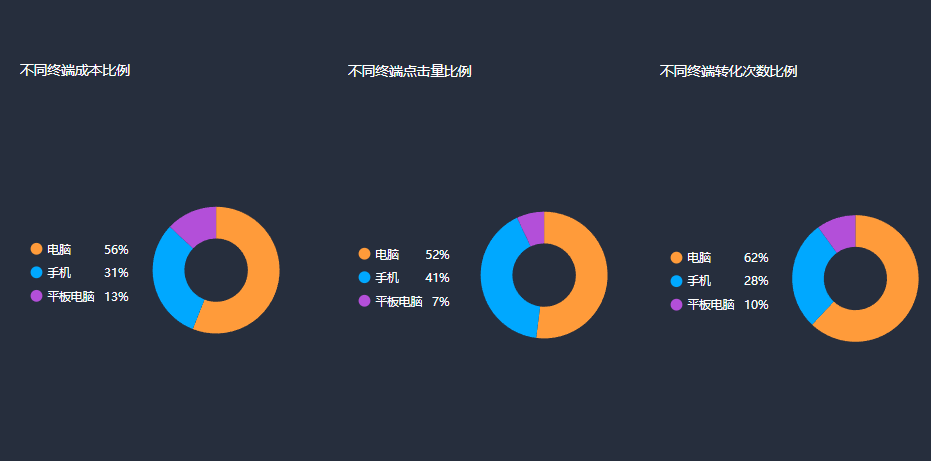 不同终端成本比例
电脑 56%
手机 31%
平板电脑 13%
不同终端点击量比例
电脑 52%
手机 41%
平板电脑 7%
不同终端转化次数比例
电脑 62%
手机 28%
平板电脑 10%